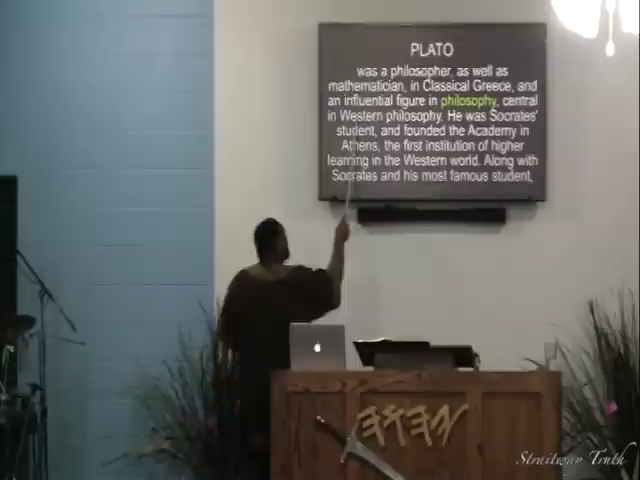 PLATO
was a philosopher, as well as
mathematician, in Classical Greece, and
an influential figure in philosophy, central
in Western philosophy. He was Socrates'
student, and founded the Academy in
Athens, the first institution of higher
learning in the Western world. Along with
Socrates and his most famous student,
𐤉𐤄𐤅𐤄
Straitway Truth